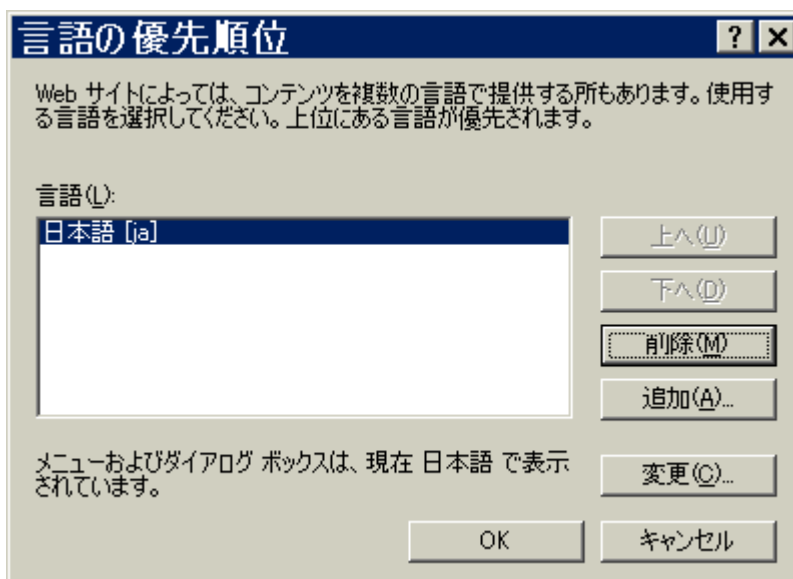 言語の優先順位
Web サイトによっては、コンテンツを複数の言語で提供する所もあります。使用す
る言語を選択してください。上位にある言語が優先されます。
言語(L):
日本語 [ja]
上へ(U)
下へ(D)
削除(M)
追加(A)...
メニューおよびダイアログ ボックスは、現在 日本語 で表示
されています。
変更(C)...
OK
キャンセル